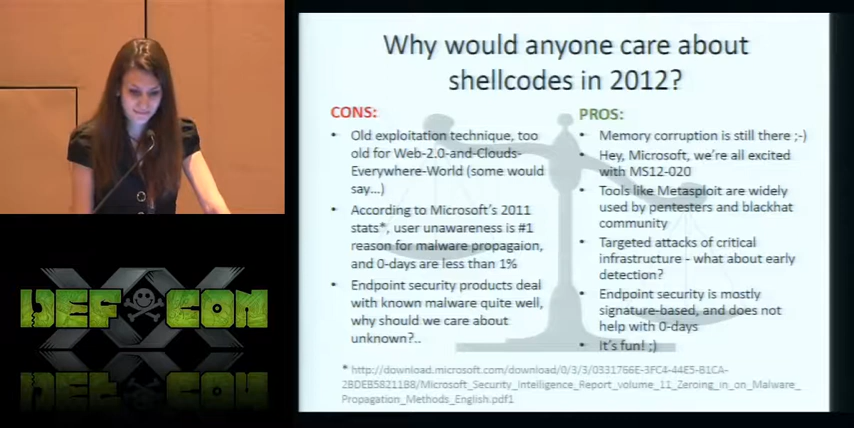 Why would anyone care about
shellcodes in 2012?
CONS:
• Old exploitation technique, too
old for Web-2.0-and-Clouds-
Everywhere-World (some would
say...)
• According to Microsoft's 2011
stats*, user unawareness is #1
reason for malware propagaion,
and 0-days are less than 1%
• Endpoint security products deal
with known malware quite well,
why should we care about
unknown?..
PROS:
• Memory corruption is still there ;-)
• Hey, Microsoft, we're all excited
with MS12-020
• Tools like Metasploit are widely
used by pentesters and blackhat
community
• Targeted attacks of critical
infrastructure - what about early
detection?
• Endpoint security is mostly
signature-based, and does not
help with 0-days
• It's fun! ;)
* http://download.microsoft.com/download/0/3/3/0331766E-3FC4-44E5-B1CA-
2BDEB58211B8/Microsoft_Security_Intelligence_Report_volume_11_Zeroing_in_on_Malware_
Propagation_Methods_English.pdf1
DEF CON
XX